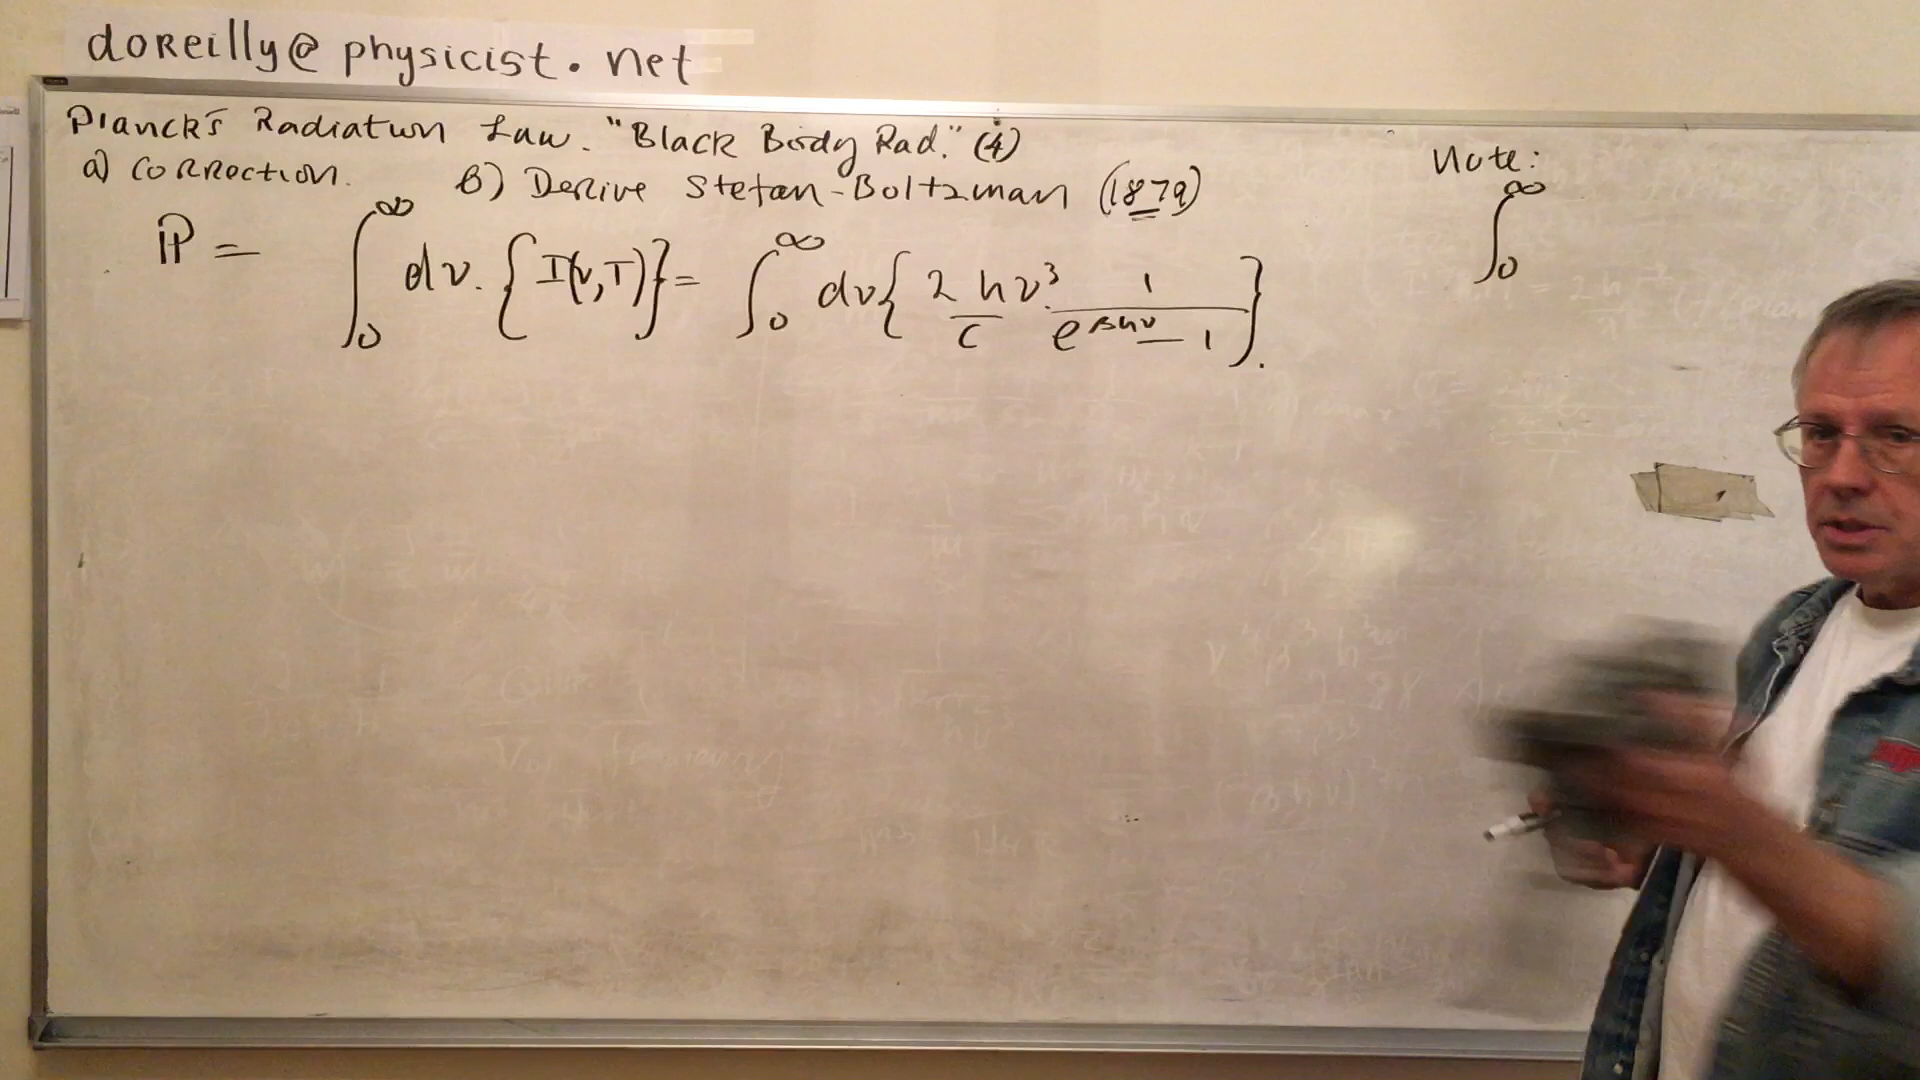 doReilly@physicist.net
Planck's Radiation Law. "Black Body Rad." (4)
a) CoRRection. B) Derive Stefan-Boltzman (1879)
Note:
ℙ = ∫₀^∞ dν. { I(ν,T) } = ∫₀^∞ dν { 2hν³/c · 1/(e^{βhν} - 1) }.
∫₀^∞